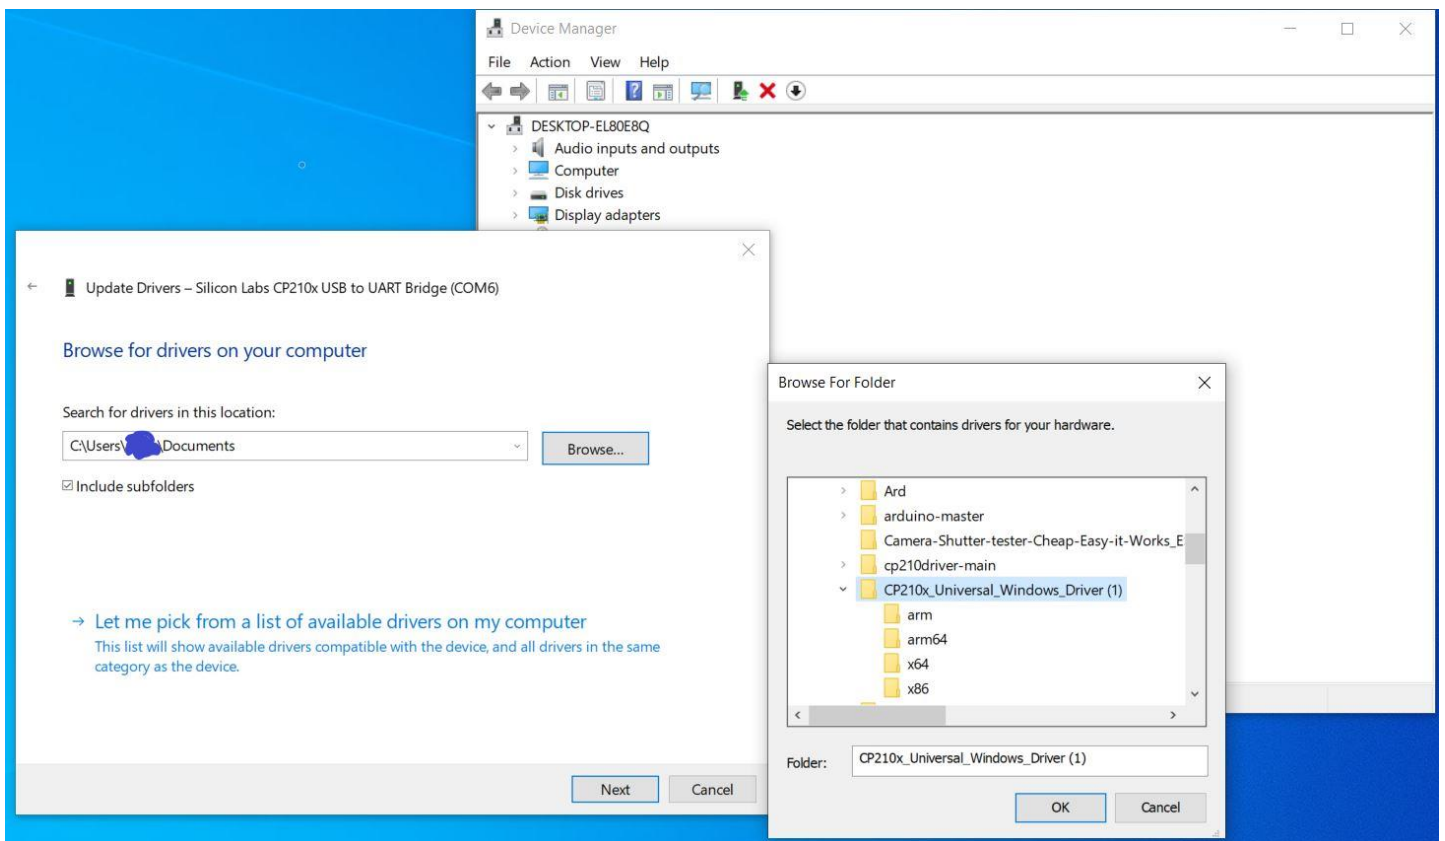 Device Manager
File Action View Help
DESKTOP-EL80E8Q
Audio inputs and outputs
Computer
Disk drives
Display adapters
Update Drivers – Silicon Labs CP210x USB to UART Bridge (COM6)
Browse for drivers on your computer
Search for drivers in this location:
C:\Users\ \Documents
Browse...
Include subfolders
→ Let me pick from a list of available drivers on my computer
This list will show available drivers compatible with the device, and all drivers in the same
category as the device.
Next Cancel
Browse For Folder
Select the folder that contains drivers for your hardware.
Ard
arduino-master
Camera-Shutter-tester-Cheap-Easy-it-Works_E
cp210driver-main
CP210x_Universal_Windows_Driver (1)
arm
arm64
x64
x86
Folder: CP210x_Universal_Windows_Driver (1)
OK Cancel